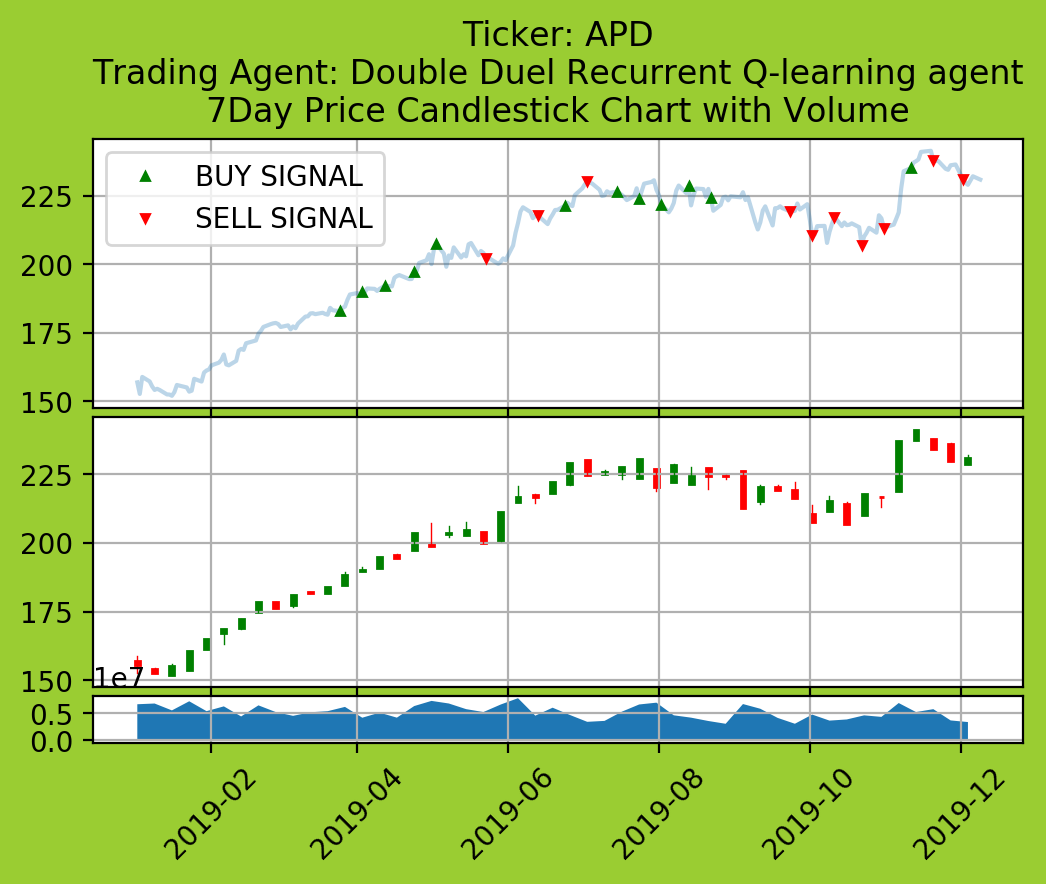 Ticker: APD
Trading Agent: Double Duel Recurrent Q-learning agent
7Day Price Candlestick Chart with Volume
BUY SIGNAL
SELL SIGNAL
225
200
175
150
225
200
175
150
1e7
0.5
0.0
2019-02
2019-04
2019-06
2019-08
2019-10
2019-12